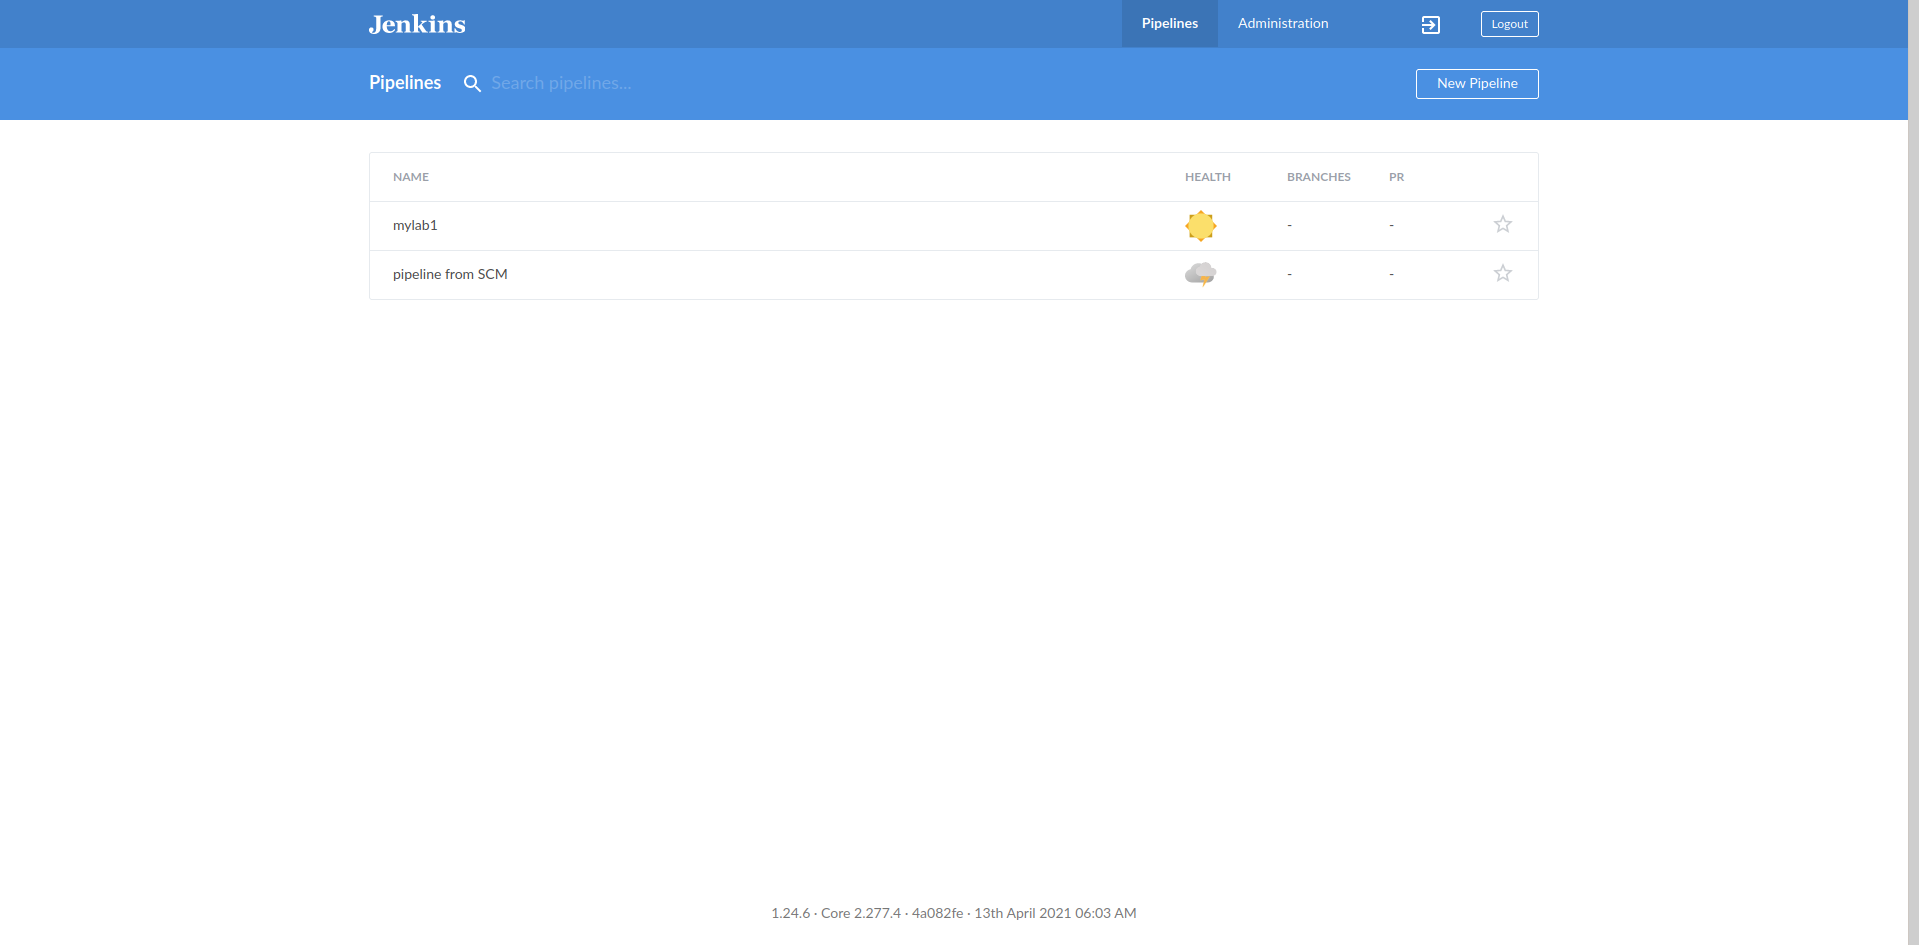 Jenkins Pipelines Administration Logout
Pipelines Search pipelines... New Pipeline
NAME HEALTH BRANCHES PR
mylab1 - -
pipeline from SCM - -
1.24.6 · Core 2.277.4 · 4a082fe · 13th April 2021 06:03 AM